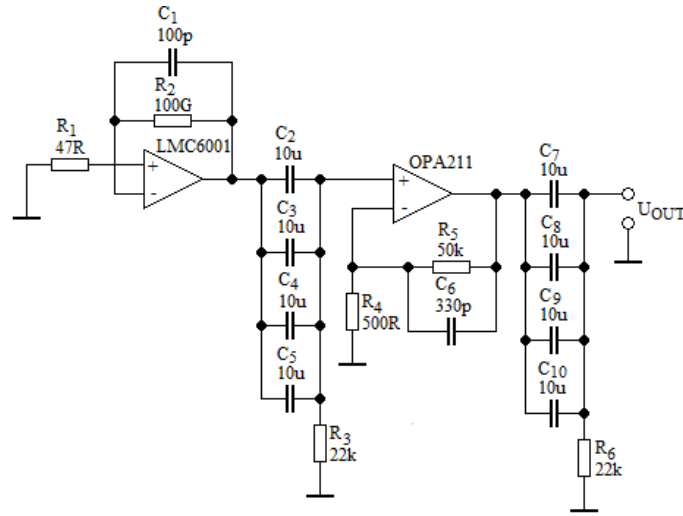 C1
100p
R2
100G
R1
47R
LMC6001
+
-
C2
10u
C3
10u
C4
10u
C5
10u
R3
22k
OPA211
+
-
R5
50k
C6
330p
R4
500R
C7
10u
C8
10u
C9
10u
C10
10u
R6
22k
UOUT